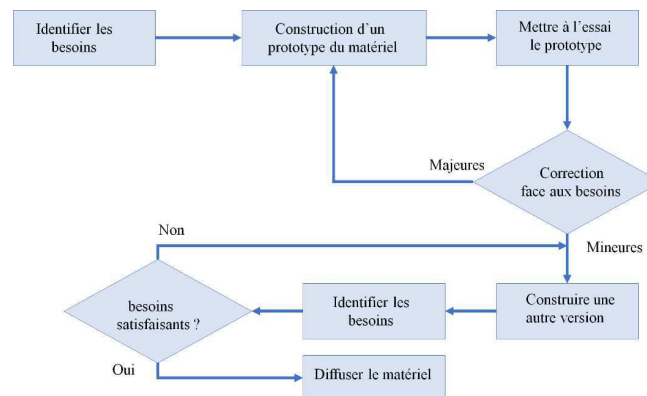 Identifier les
besoins
Construction d'un
prototype du matériel
Mettre à l'essai
le prototype
Majeures
Correction
face aux besoins
Non
Mineures
besoins
satisfaisants ?
Identifier les
besoins
Construire une
autre version
Oui
Diffuser le matériel